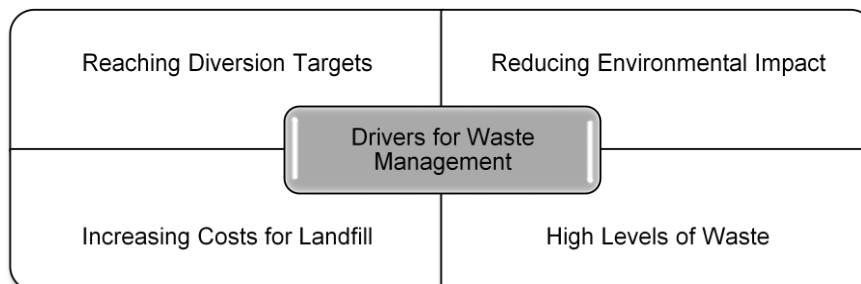 Reaching Diversion Targets
Reducing Environmental Impact
Drivers for Waste
Management
Increasing Costs for Landfill
High Levels of Waste